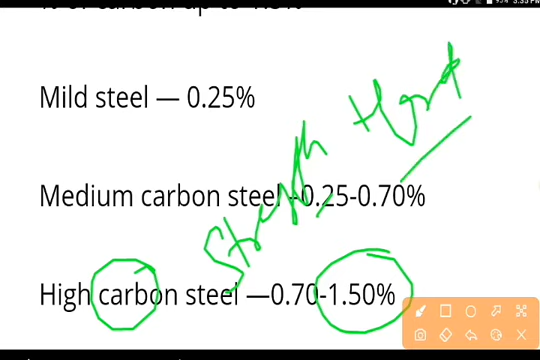 Mild steel — 0.25%
Medium carbon steel -0.25-0.70%
High carbon steel —0.70-1.50%
Strength